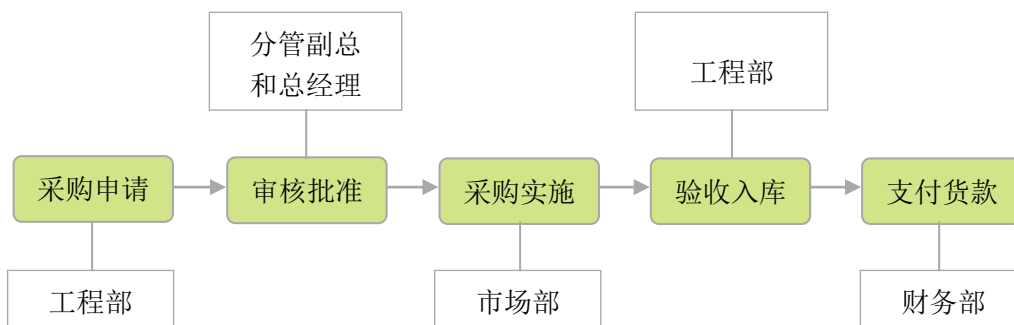 分管副总
和总经理
工程部
采购申请
审核批准
采购实施
验收入库
支付货款
工程部
市场部
财务部